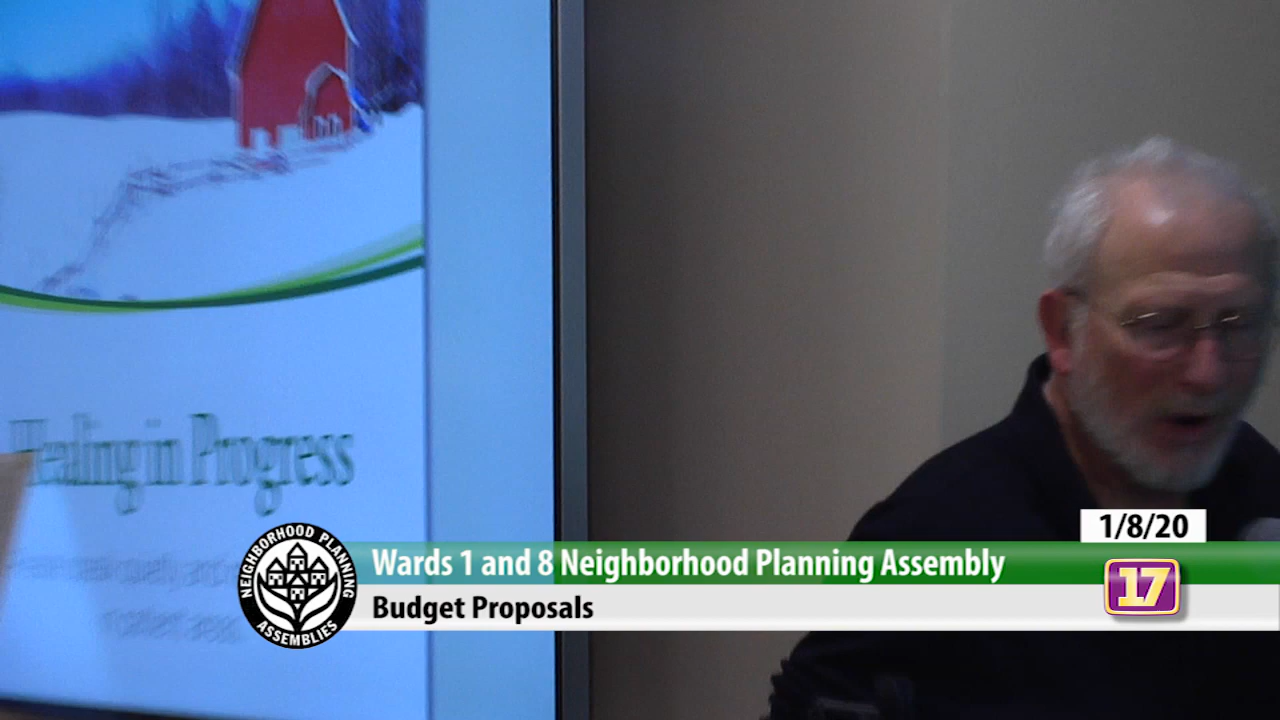 Healing in Progress
1/8/20
Wards 1 and 8 Neighborhood Planning Assembly
17
Budget Proposals
NEIGHBORHOOD PLANNING
ASSEMBLIES